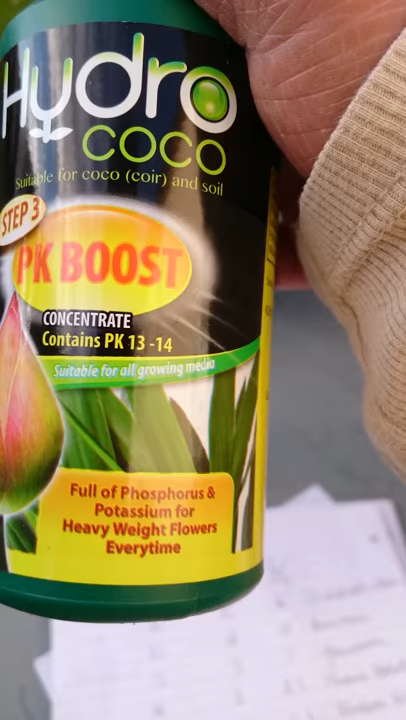 Hydro
COCO
Suitable for coco (coir) and soil
STEP 3
PK BOOST
CONCENTRATE
Contains PK 13-14
Suitable for all growing media
Full of Phosphorus &
Potassium for
Heavy Weight Flowers
Everytime